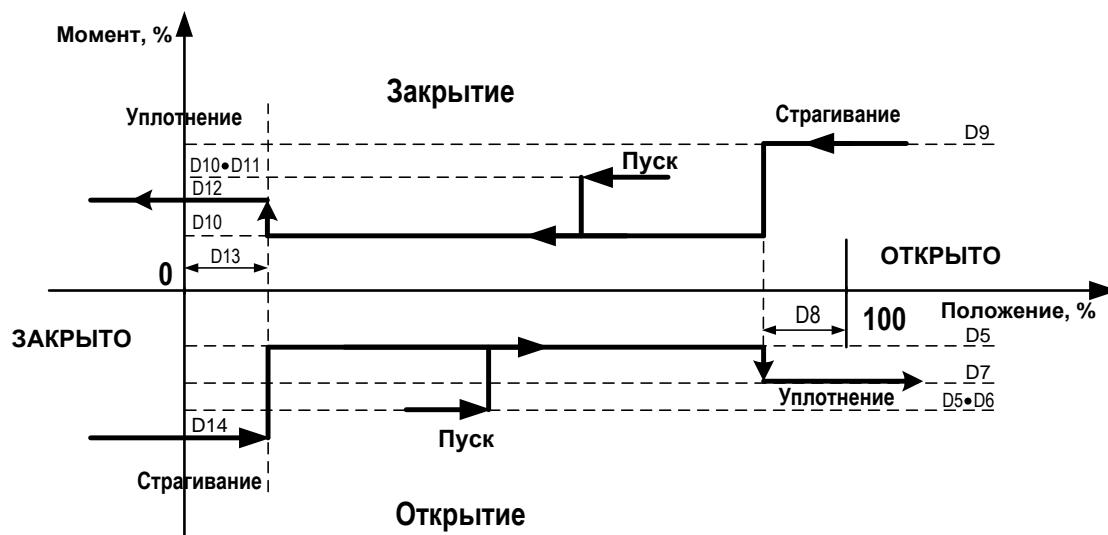 Момент, %
Закрытие
Уплотнение
Страгивание
D9
D10•D11
Пуск
D12
D10
D13
0
ОТКРЫТО
Положение, %
100
D8
ЗАКРЫТО
D5
D7
Уплотнение
D5•D6
D14
Пуск
Страгивание
Открытие